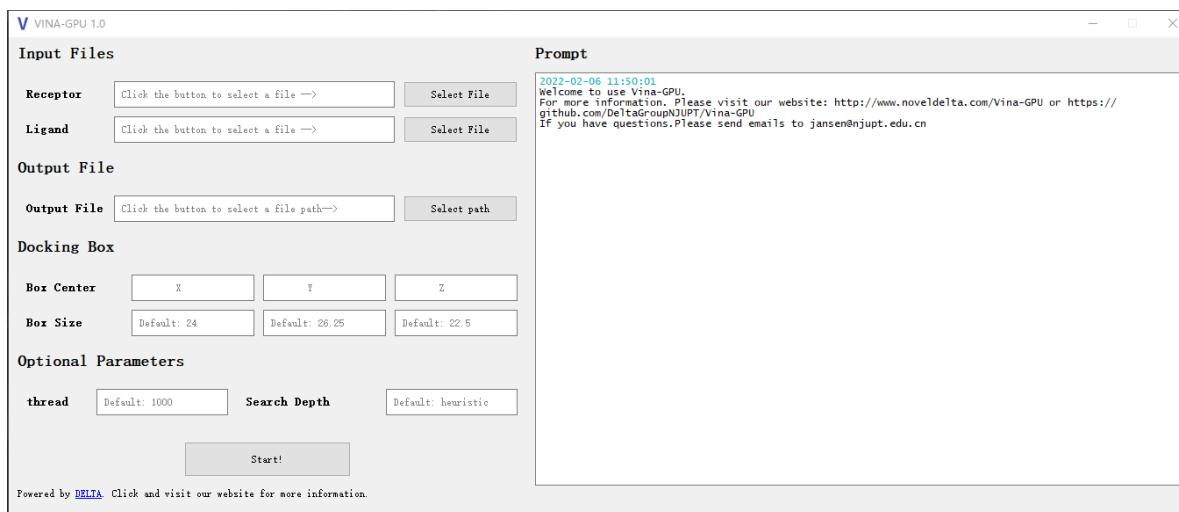 V VINA-GPU 1.0
Input Files
Receptor Click the button to select a file —> Select File
Ligand Click the button to select a file —> Select File
Output File
Output File Click the button to select a file path—> Select path
Docking Box
Box Center X Y Z
Box Size Default: 24 Default: 26.25 Default: 22.5
Optional Parameters
thread Default: 1000 Search Depth Default: heuristic
Start!
Powered by DELTA. Click and visit our website for more information.
Prompt
2022-02-06 11:50:01
Welcome to use Vina-GPU.
For more information. Please visit our website: http://www.noveldelta.com/Vina-GPU or https://
github.com/DeltaGroupNJUPT/Vina-GPU
If you have questions.Please send emails to jansen@njupt.edu.cn